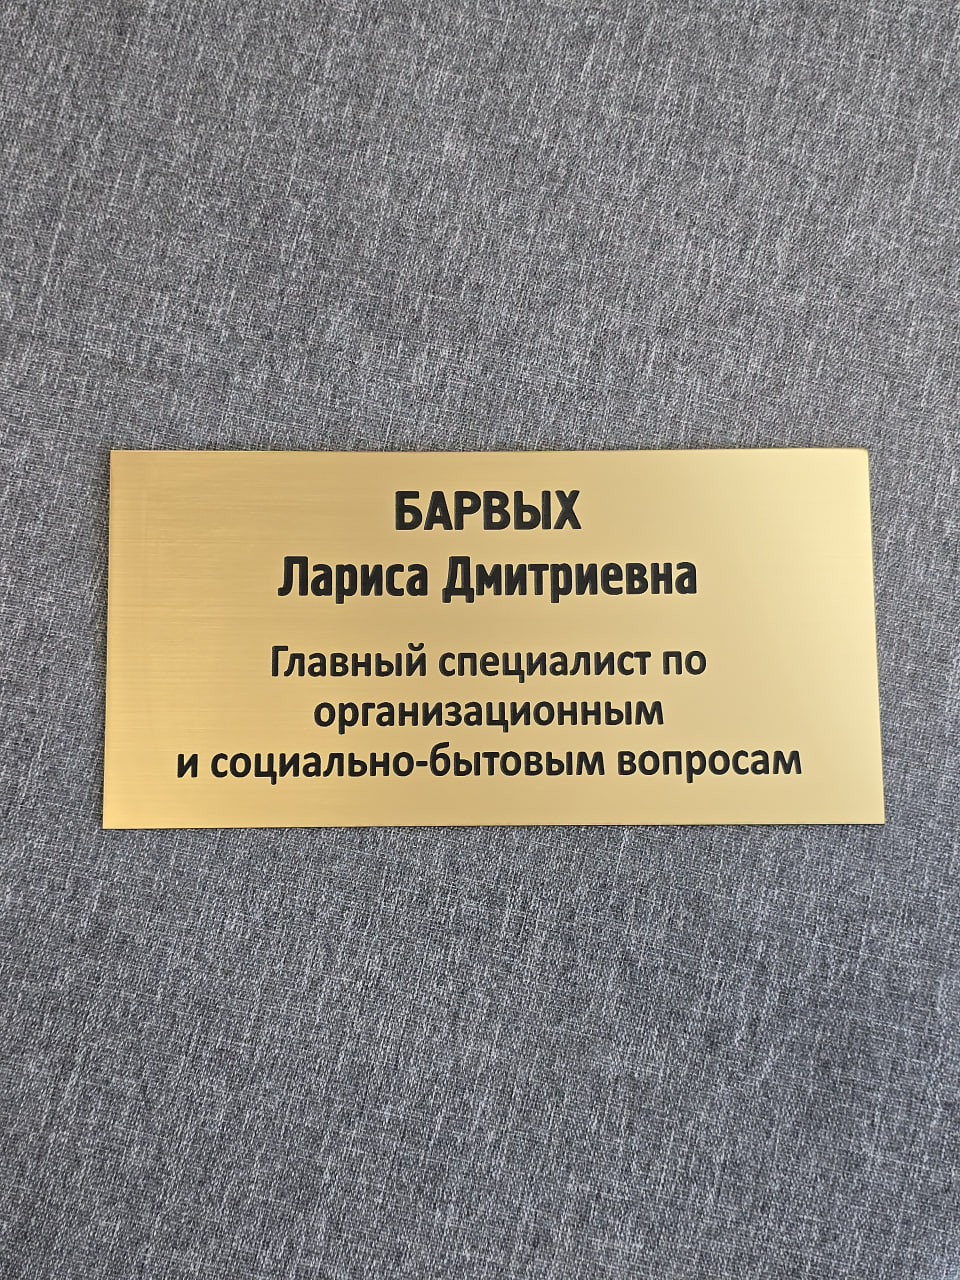 БАРВЫХ
Лариса Дмитриевна
Главный специалист по
организационным
и социально-бытовым вопросам